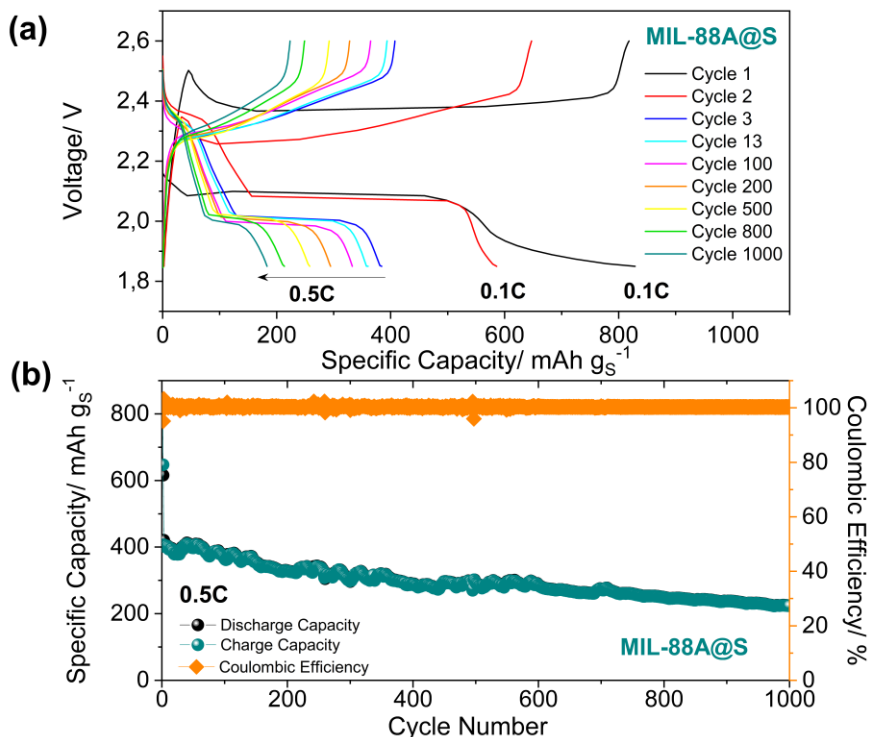 (a)
MIL-88A@S
Voltage/ V
2,6
2,4
2,2
2,0
1,8
Cycle 1
Cycle 2
Cycle 3
Cycle 13
Cycle 100
Cycle 200
Cycle 500
Cycle 800
Cycle 1000
0.5C
0.1C
0.1C
0 200 400 600 800 1000
Specific Capacity/ mAh gS-1
(b)
Specific Capacity/ mAh gS-1
800
600
400
200
0
100
80
60
40
20
0
Coulombic Efficiency/ %
0.5C
Discharge Capacity
Charge Capacity
Coulombic Efficiency
MIL-88A@S
0 200 400 600 800 1000
Cycle Number